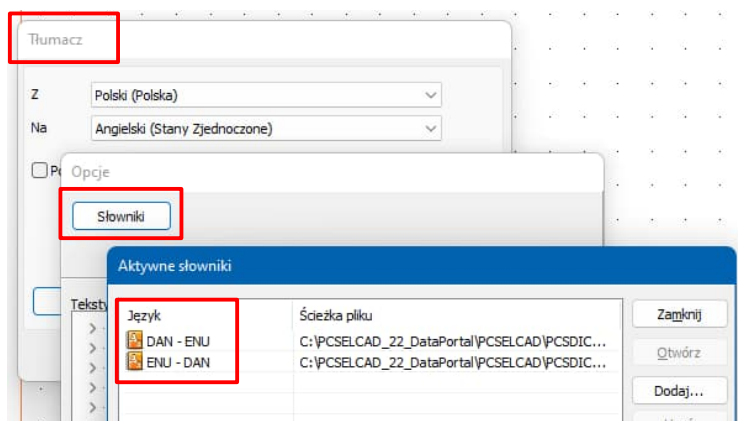 Tłumacz
Z Polski (Polska)
Na Angielski (Stany Zjednoczone)
Opcje
Słowniki
Aktywne słowniki
Teksty
Język Ścieżka pliku Zamknij
DAN - ENU C:\PCSELCAD_22_DataPortal\PCSELCAD\PCSDIC...
ENU - DAN C:\PCSELCAD_22_DataPortal\PCSELCAD\PCSDIC...
Otwórz
Dodaj...